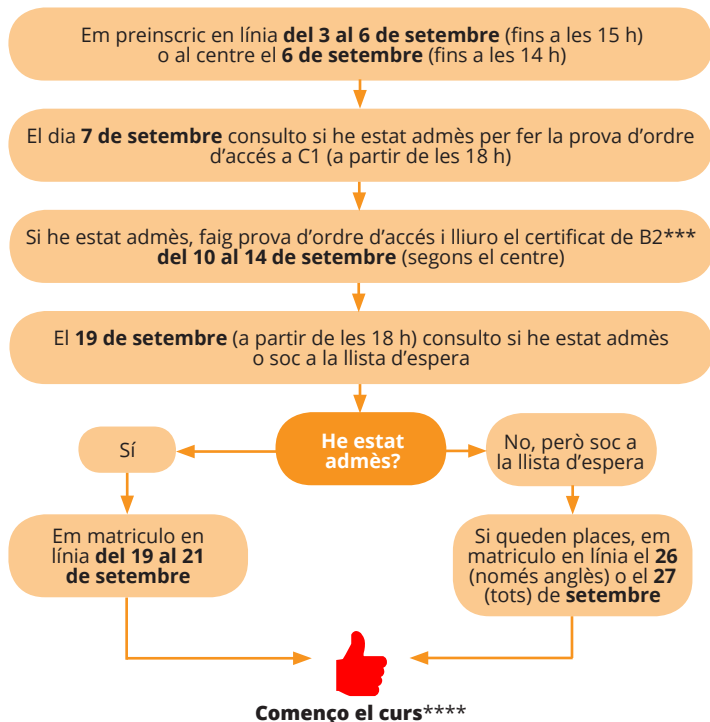 Em preinscric en línia del 3 al 6 de setembre (fins a les 15 h)
o al centre el 6 de setembre (fins a les 14 h)
El dia 7 de setembre consulto si he estat admès per fer la prova d’ordre
d’accés a C1 (a partir de les 18 h)
Si he estat admès, faig prova d’ordre d’accés i lliuro el certificat de B2***
del 10 al 14 de setembre (segons el centre)
El 19 de setembre (a partir de les 18 h) consulto si he estat admès
o soc a la llista d’espera
He estat
admès?
Sí
No, però soc a
la llista d’espera
Em matriculo en
línia del 19 al 21
de setembre
Si queden places, em
matriculo en línia el 26
(només anglès) o el 27
(tots) de setembre
Començo el curs****